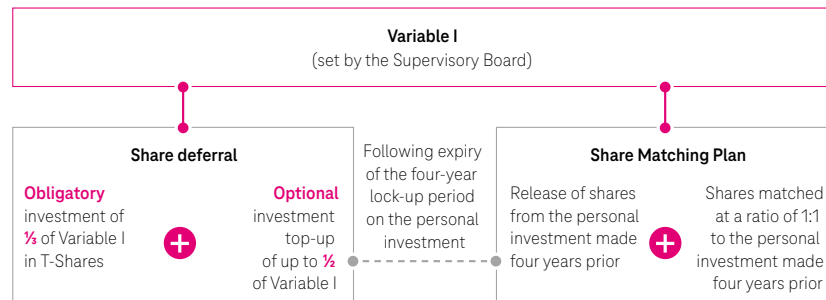 Variable I
(set by the Supervisory Board)
Share deferral
Obligatory
investment of
⅓ of Variable I
in T-Shares
Optional
investment
top-up
of up to ½
of Variable I
Following expiry
of the four-year
lock-up period
on the personal
investment
Share Matching Plan
Release of shares
from the personal
investment made
four years prior
Shares matched
at a ratio of 1:1
to the personal
investment made
four years prior